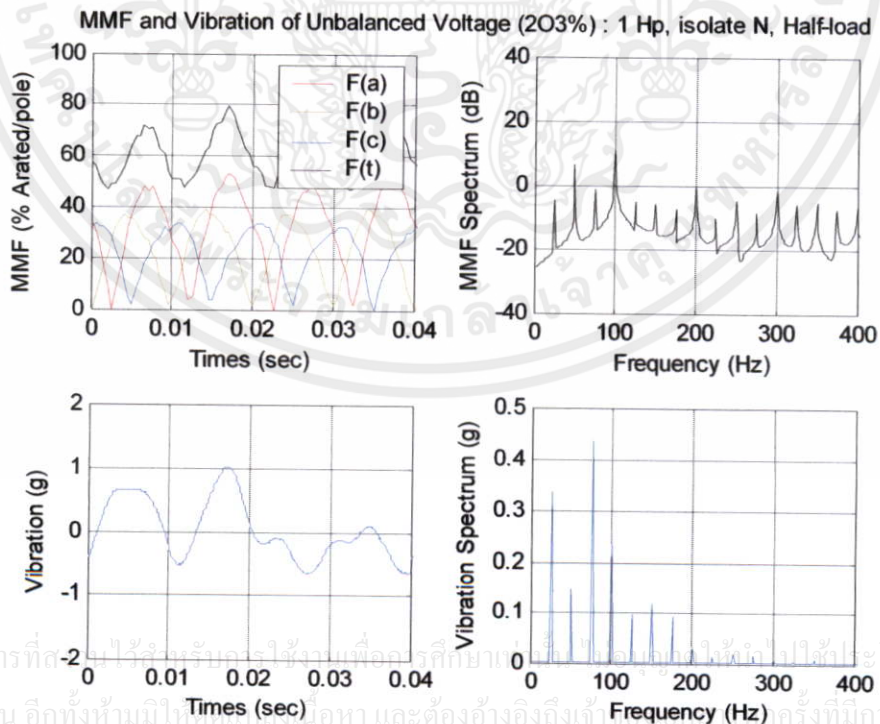 MMF and Vibration of Unbalanced Voltage (2O3%) : 1 Hp, isolate N, Half-load
100
80
60
40
20
0
MMF (% Arated/pole)
F(a)
F(b)
F(c)
F(t)
0 0.01 0.02 0.03 0.04
Times (sec)
40
20
0
-20
-40
MMF Spectrum (dB)
0 100 200 300 400
Frequency (Hz)
2
1
0
-1
-2
Vibration (g)
0 0.01 0.02 0.03 0.04
Times (sec)
0.5
0.4
0.3
0.2
0.1
0
Vibration Spectrum (g)
0 100 200 300 400
Frequency (Hz)